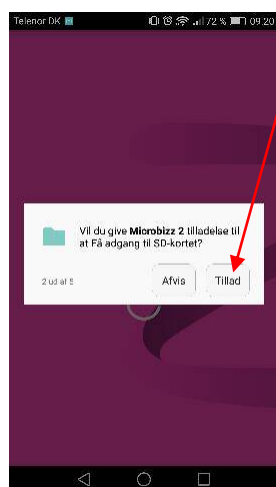 Telenor DK 72 % 09.20
Vil du give Microbizz 2 tilladelse til
at Få adgang til SD-kortet?
2 ud af 5 Afvis Tillad